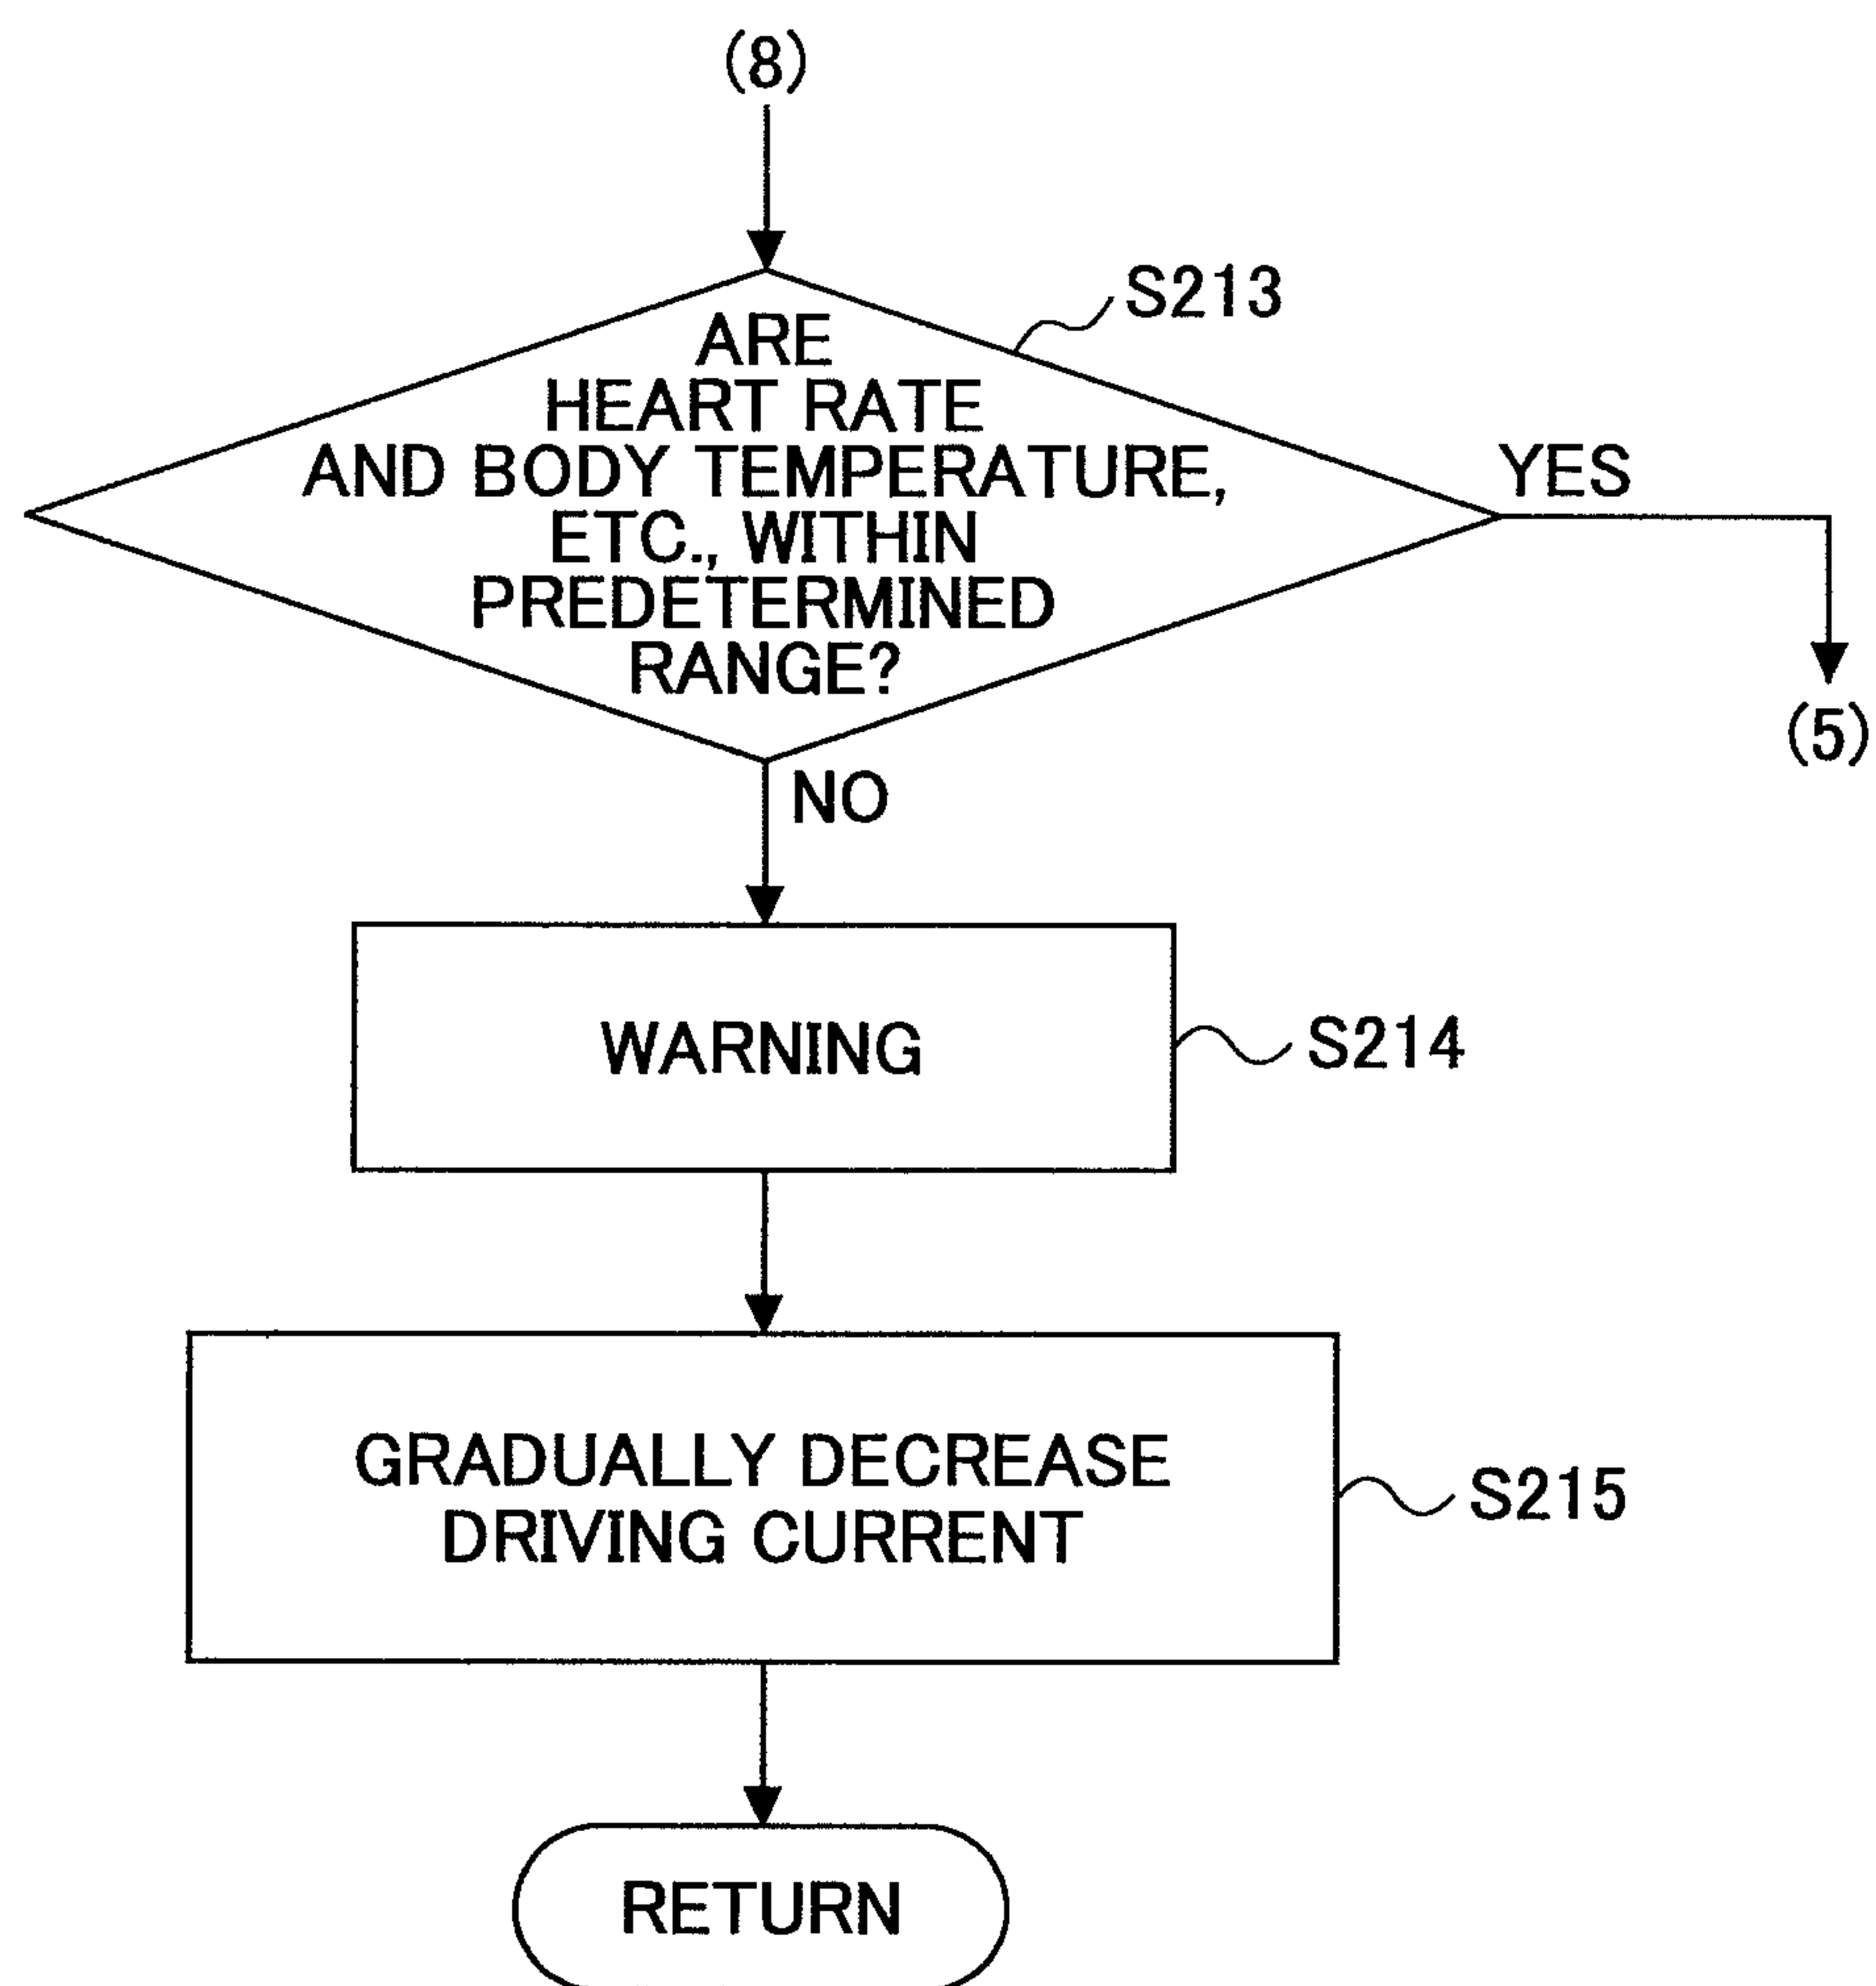 (8)
S213
ARE
HEART RATE
AND BODY TEMPERATURE,
ETC., WITHIN
PREDETERMINED
RANGE?
YES
(5)
NO
WARNING
S214
GRADUALLY DECREASE
DRIVING CURRENT
S215
RETURN